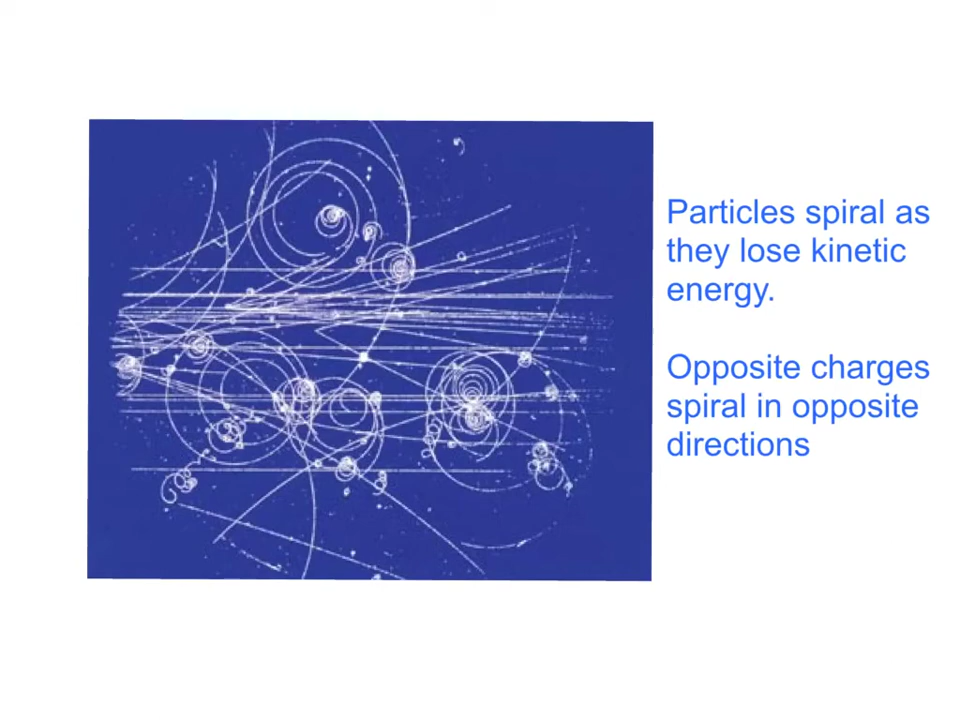 Particles spiral as
they lose kinetic
energy.
Opposite charges
spiral in opposite
directions